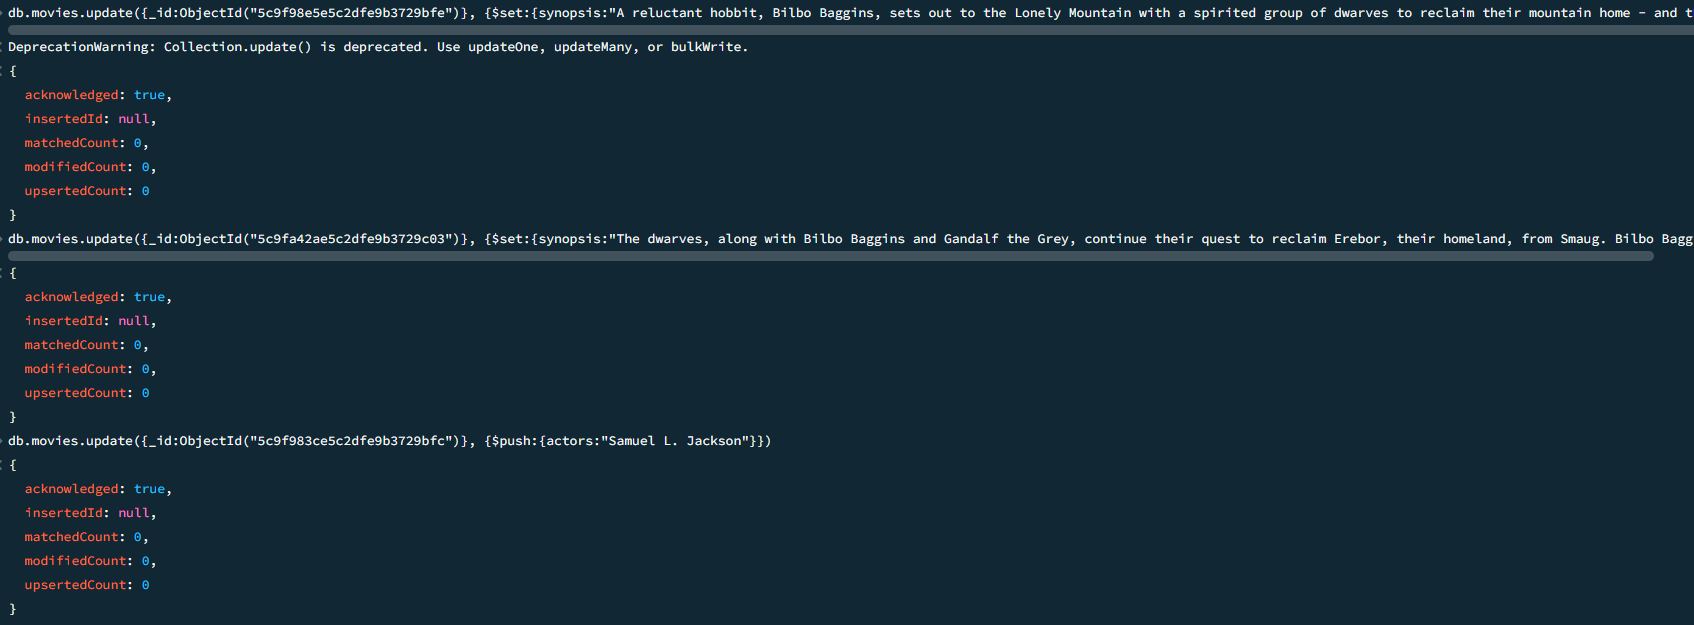 db.movies.update({_id:ObjectId("5c9f98e5e5c2dfe9b3729bfe")}, {$set:{synopsis:"A reluctant hobbit, Bilbo Baggins, sets out to the Lonely Mountain with a spirited group of dwarves to reclaim their mountain home - and t
DeprecationWarning: Collection.update() is deprecated. Use updateOne, updateMany, or bulkWrite.
{
  acknowledged: true,
  insertedId: null,
  matchedCount: 0,
  modifiedCount: 0,
  upsertedCount: 0
}
db.movies.update({_id:ObjectId("5c9fa42ae5c2dfe9b3729c03")}, {$set:{synopsis:"The dwarves, along with Bilbo Baggins and Gandalf the Grey, continue their quest to reclaim Erebor, their homeland, from Smaug. Bilbo Bagg
{
  acknowledged: true,
  insertedId: null,
  matchedCount: 0,
  modifiedCount: 0,
  upsertedCount: 0
}
db.movies.update({_id:ObjectId("5c9f983ce5c2dfe9b3729bfc")}, {$push:{actors:"Samuel L. Jackson"}})
{
  acknowledged: true,
  insertedId: null,
  matchedCount: 0,
  modifiedCount: 0,
  upsertedCount: 0
}